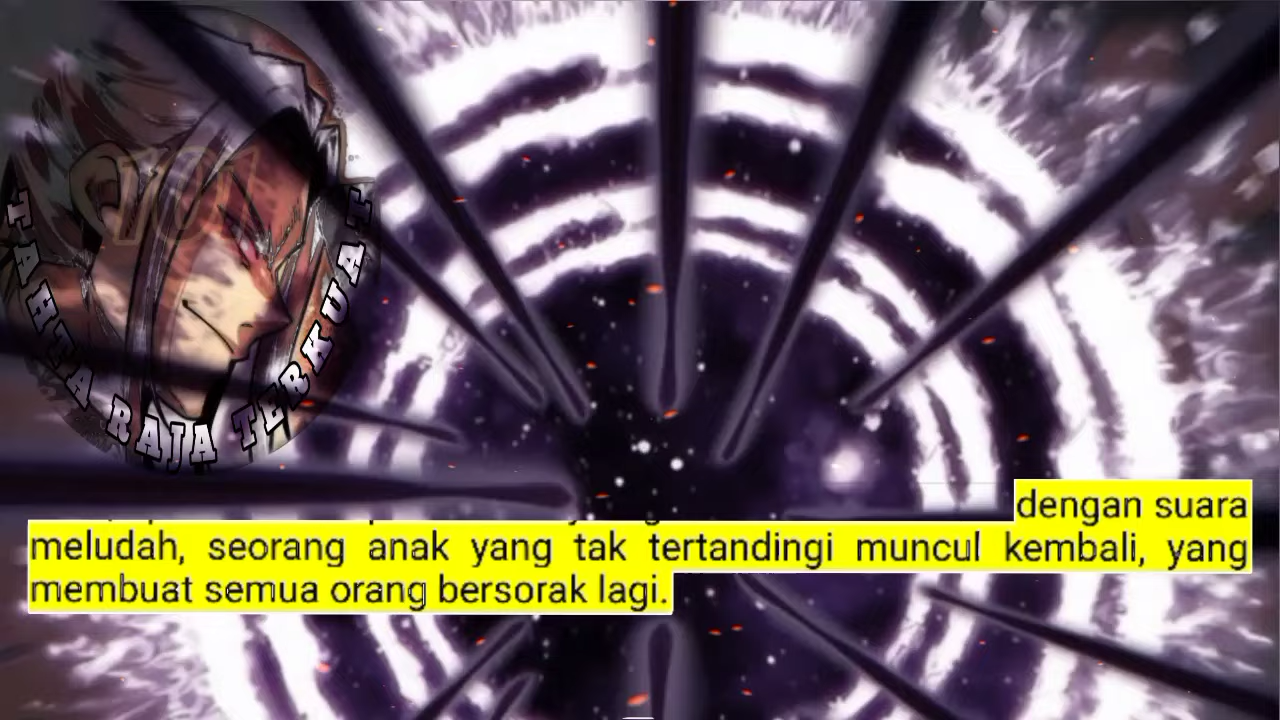 TAHTA RAJA TERKUAT
dengan suara
meludah, seorang anak yang tak tertandingi muncul kembali, yang
membuat semua orang bersorak lagi.